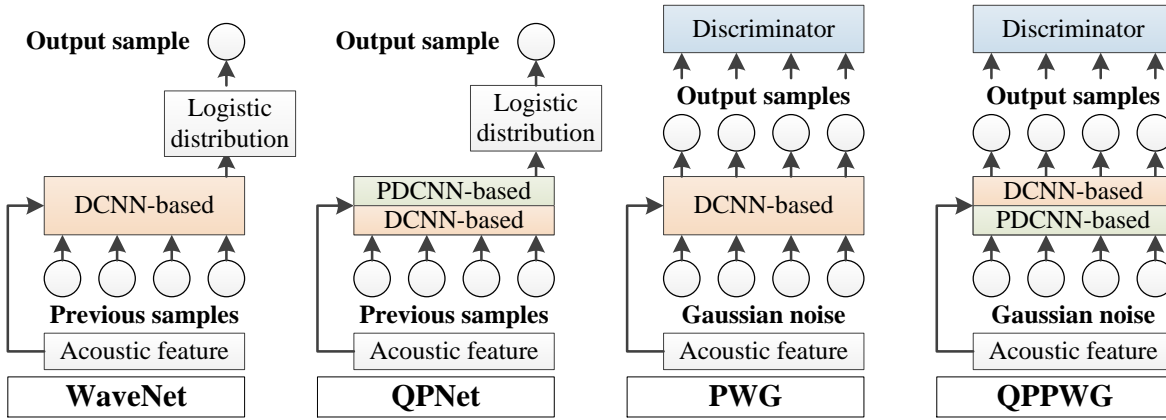 Output sample
Logistic
distribution
DCNN-based
Previous samples
Acoustic feature
WaveNet
Output sample
Logistic
distribution
PDCNN-based
DCNN-based
Previous samples
Acoustic feature
QPNet
Discriminator
Output samples
DCNN-based
Gaussian noise
Acoustic feature
PWG
Discriminator
Output samples
DCNN-based
PDCNN-based
Gaussian noise
Acoustic feature
QPPWG